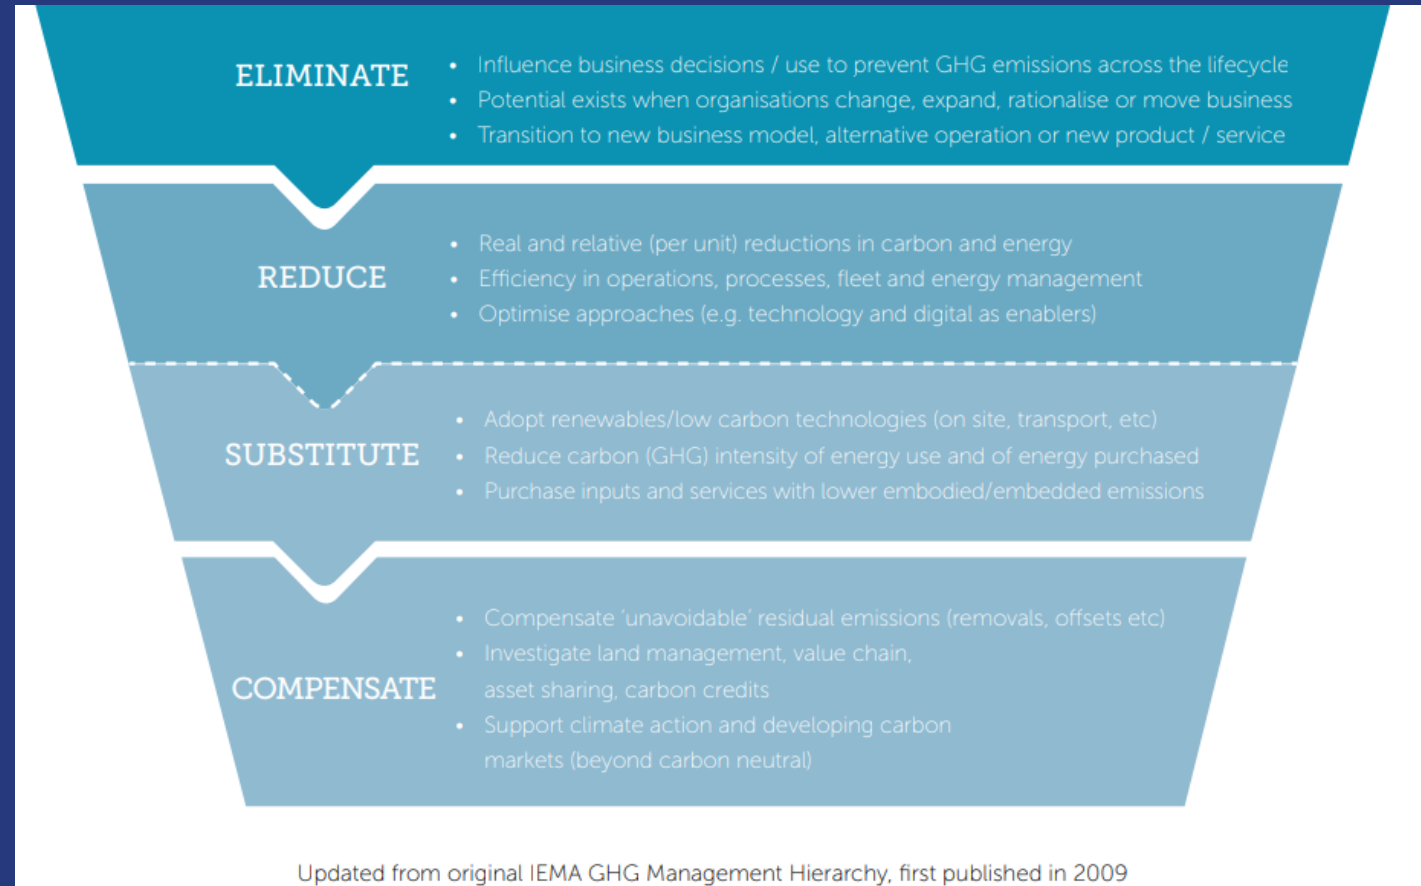 ELIMINATE
• Influence business decisions / use to prevent GHG emissions across the lifecycle
• Potential exists when organisations change, expand, rationalise or move business
• Transition to new business model, alternative operation or new product / service
REDUCE
• Real and relative (per unit) reductions in carbon and energy
• Efficiency in operations, processes, fleet and energy management
• Optimise approaches (e.g. technology and digital as enablers)
SUBSTITUTE
• Adopt renewables/low carbon technologies (on site, transport, etc)
• Reduce carbon (GHG) intensity of energy use and of energy purchased
• Purchase inputs and services with lower embodied/embedded emissions
COMPENSATE
• Compensate ‘unavoidable’ residual emissions (removals, offsets etc)
• Investigate land management, value chain,
asset sharing, carbon credits
• Support climate action and developing carbon
markets (beyond carbon neutral)
Updated from original IEMA GHG Management Hierarchy, first published in 2009